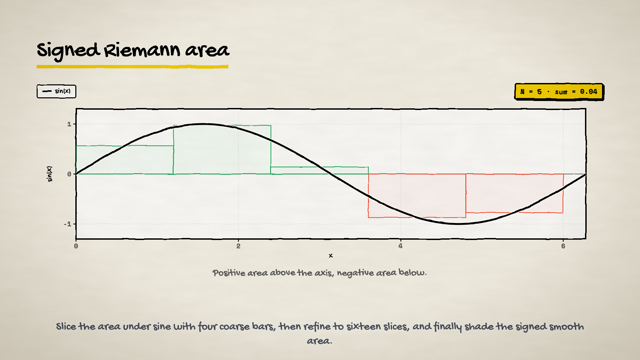 Signed Riemann area
sin(x)
N = 5 · sum = 0.04
1
0
-1
sin(x)
0 2 4 6
x
Positive area above the axis, negative area below.
Slice the area under sine with four coarse bars, then refine to sixteen slices, and finally shade the signed smooth
area.